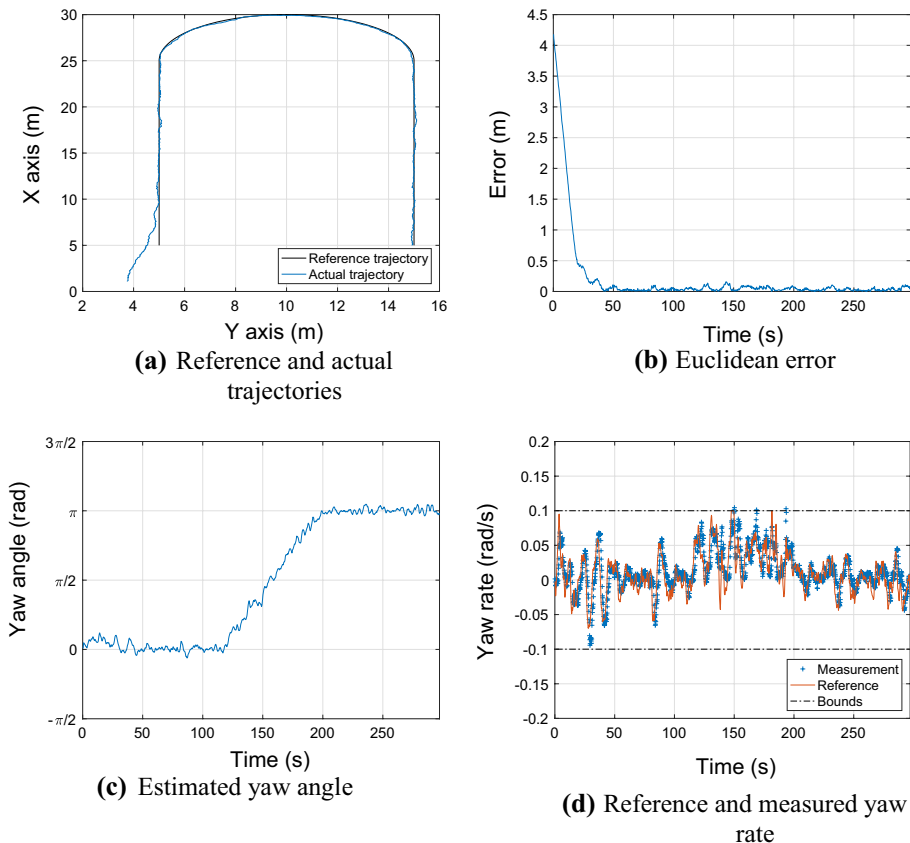 30
25
20
15
10
5
0
X axis (m)
2 4 6 8 10 12 14 16
Y axis (m)
Reference trajectory
Actual trajectory
(a) Reference and actual
trajectories
4.5
4
3.5
3
2.5
2
1.5
1
0.5
0
Error (m)
0 50 100 150 200 250
Time (s)
(b) Euclidean error
3π/2
π
π/2
0
-π/2
Yaw angle (rad)
0 50 100 150 200 250
Time (s)
(c) Estimated yaw angle
0.2
0.15
0.10
0.05
0
-0.05
-0.1
-0.15
-0.2
Yaw rate (rad/s)
0 50 100 150 200 250
Time (s)
Measurement
Reference
Bounds
(d) Reference and measured yaw
rate